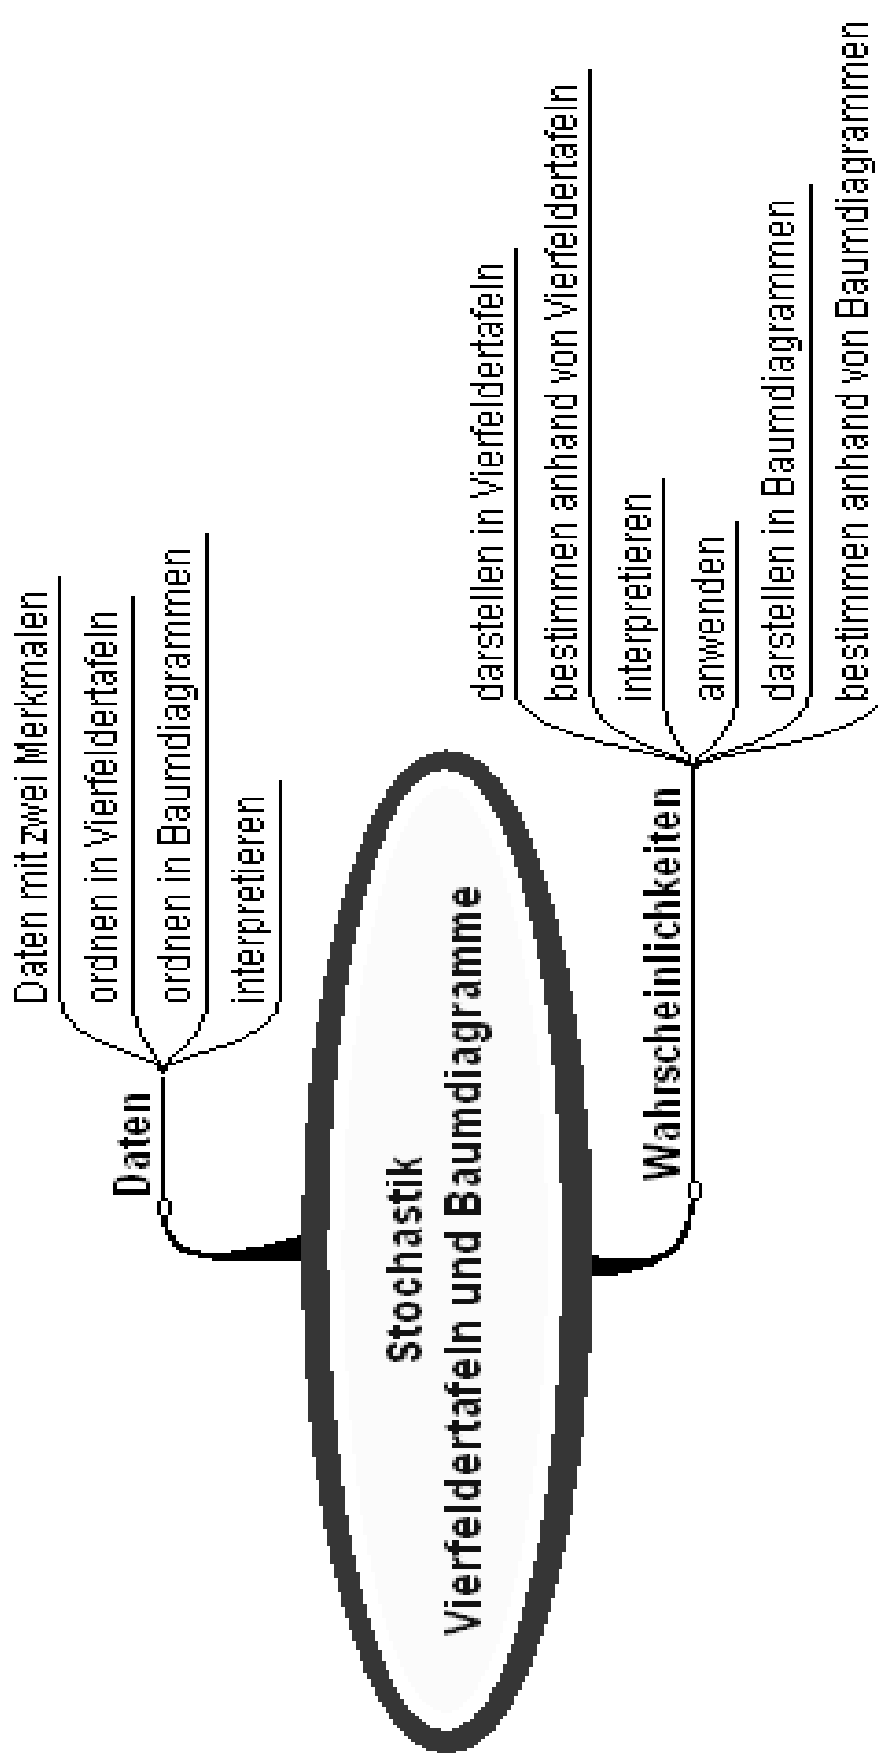 Stochastik
Vierfeldertafeln und Baumdiagramme
Daten
Daten mit zwei Merkmalen
ordnen in Vierfeldertafeln
ordnen in Baumdiagrammen
interpretieren
Wahrscheinlichkeiten
darstellen in Vierfeldertafeln
bestimmen anhand von Vierfeldertafeln
interpretieren
anwenden
darstellen in Baumdiagrammen
bestimmen anhand von Baumdiagrammen